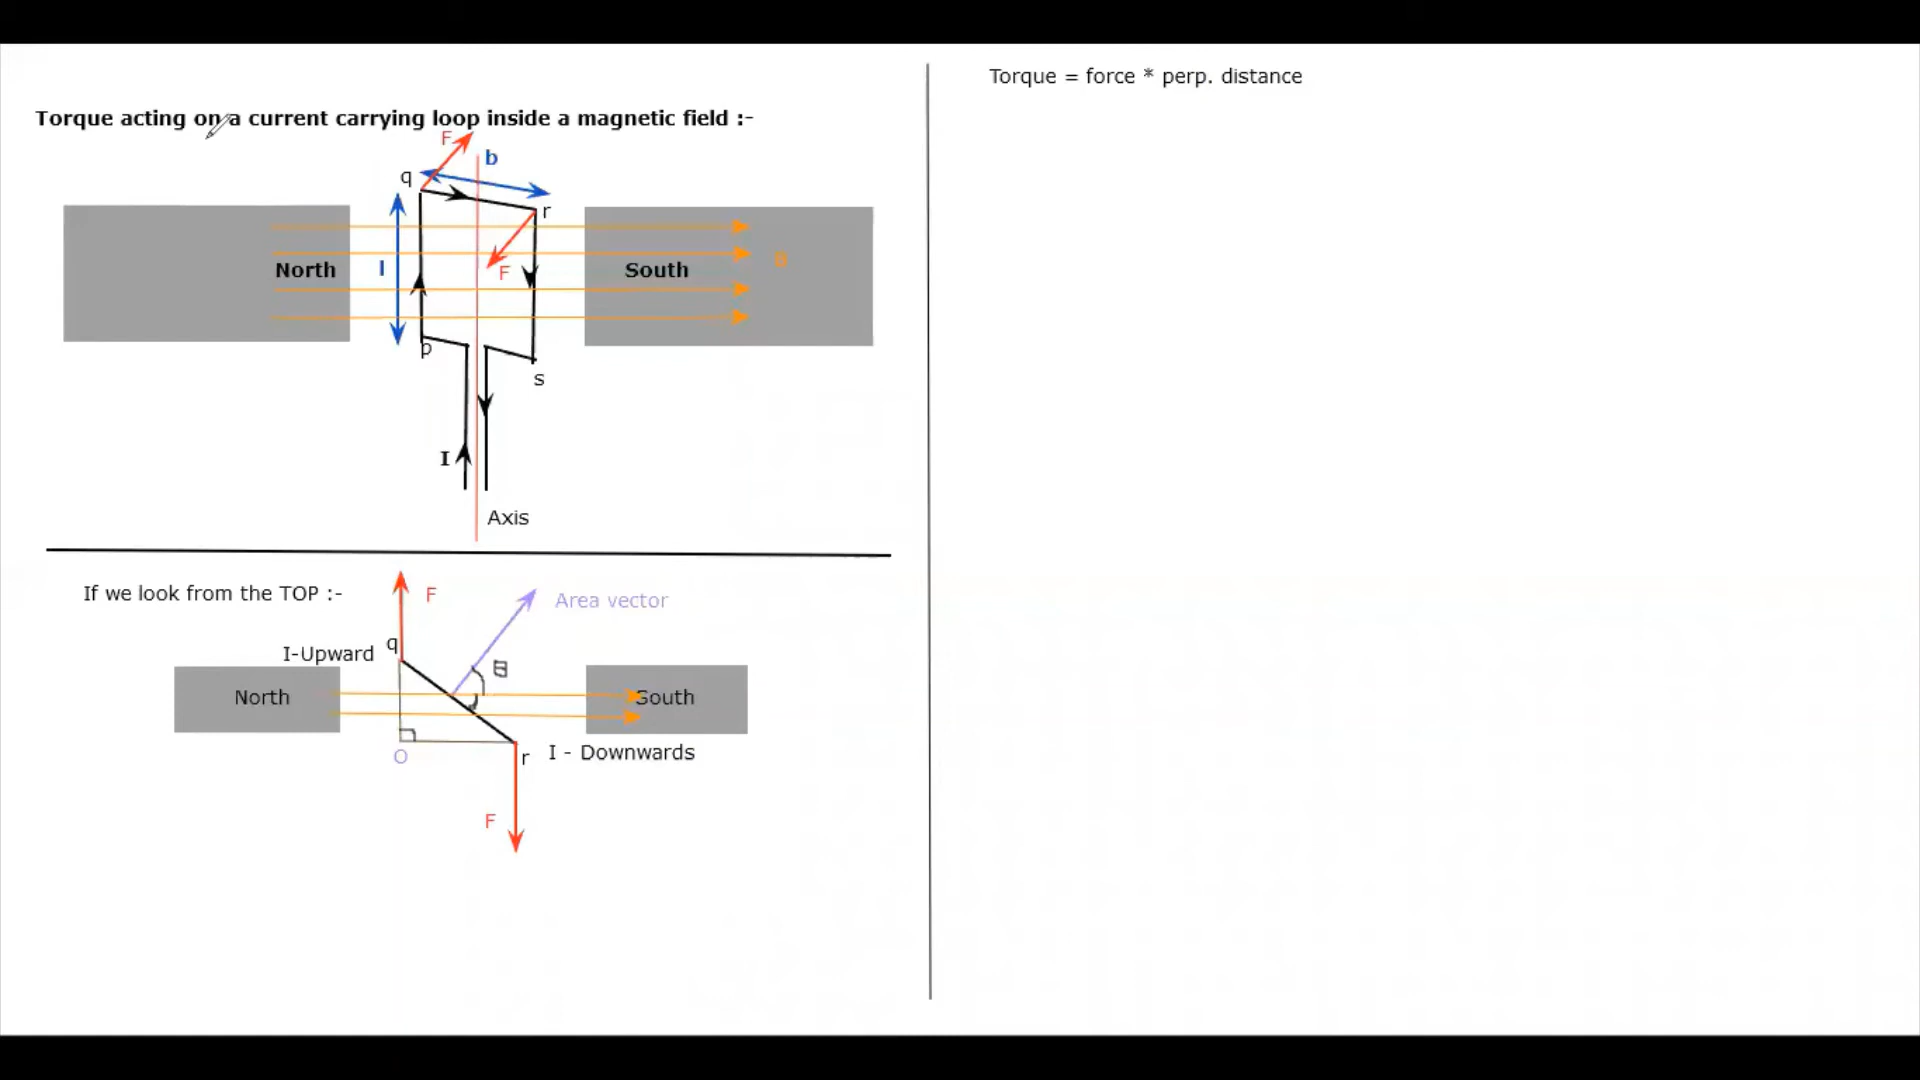 Torque = force * perp. distance
Torque acting on a current carrying loop inside a magnetic field :-
F
b
q
r
North
l
F
South
B
p
s
I
Axis
If we look from the TOP :-
F
Area vector
I-Upward
q
θ
North
South
O
r
I - Downwards
F